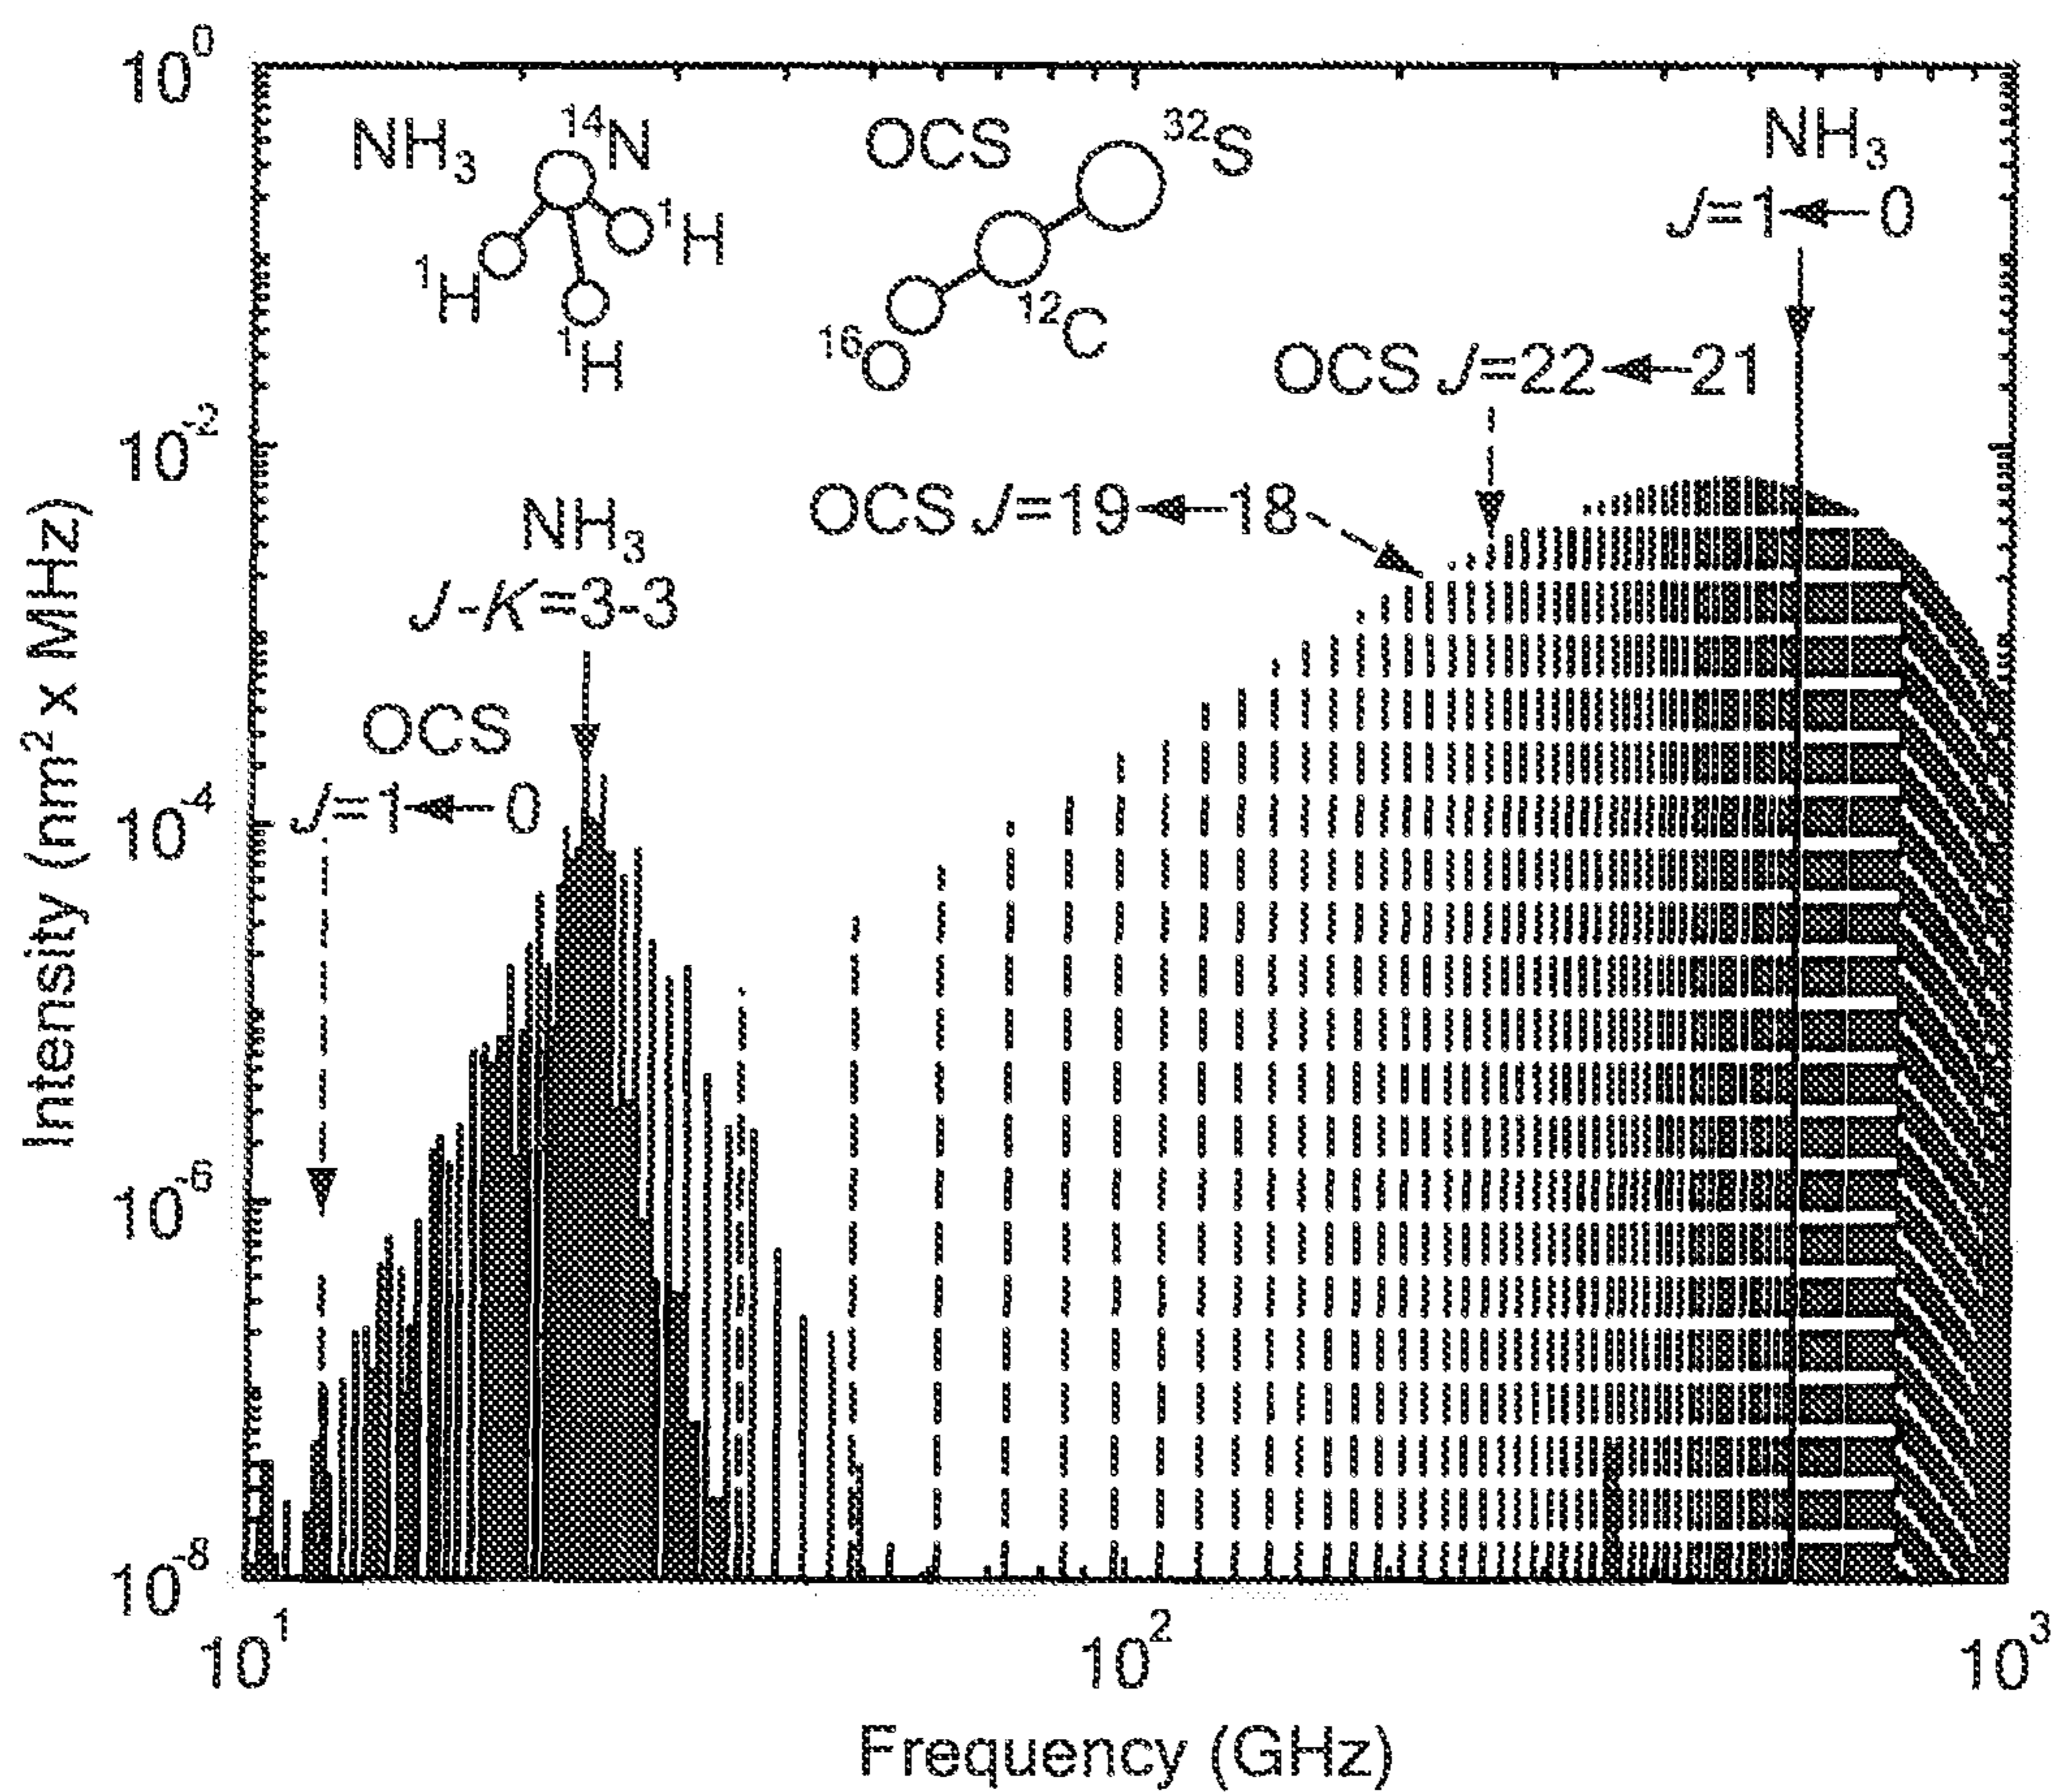 10⁰
NH₃
¹⁴N
¹H
¹H
¹H
OCS
³²S
¹²C
¹⁶O
NH₃
J=1←0
OCS J=22←21
10⁻²
OCS J=19←18
NH₃
J-K=3-3
OCS
J=1←0
10⁻⁴
Intensity (nm² x MHz)
10⁻⁶
10⁻⁸
10¹
10²
10³
Frequency (GHz)